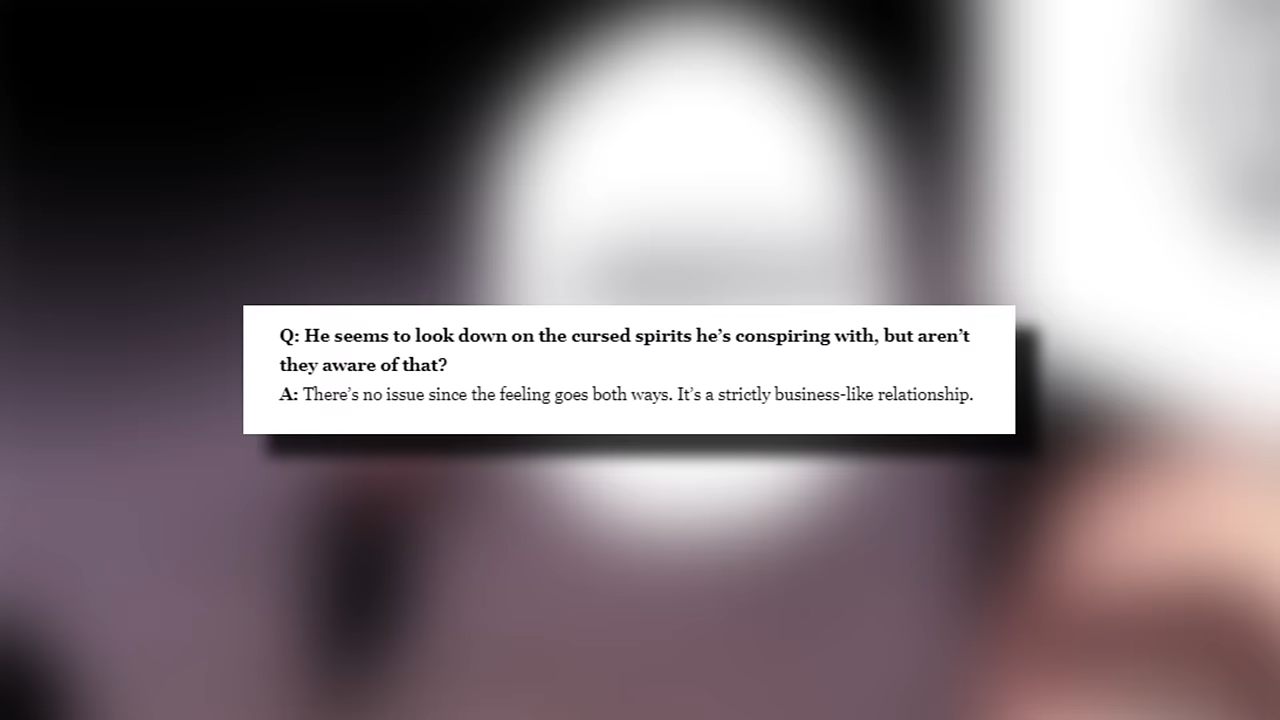 Q: He seems to look down on the cursed spirits he’s conspiring with, but aren’t
they aware of that?
A: There’s no issue since the feeling goes both ways. It’s a strictly business-like relationship.